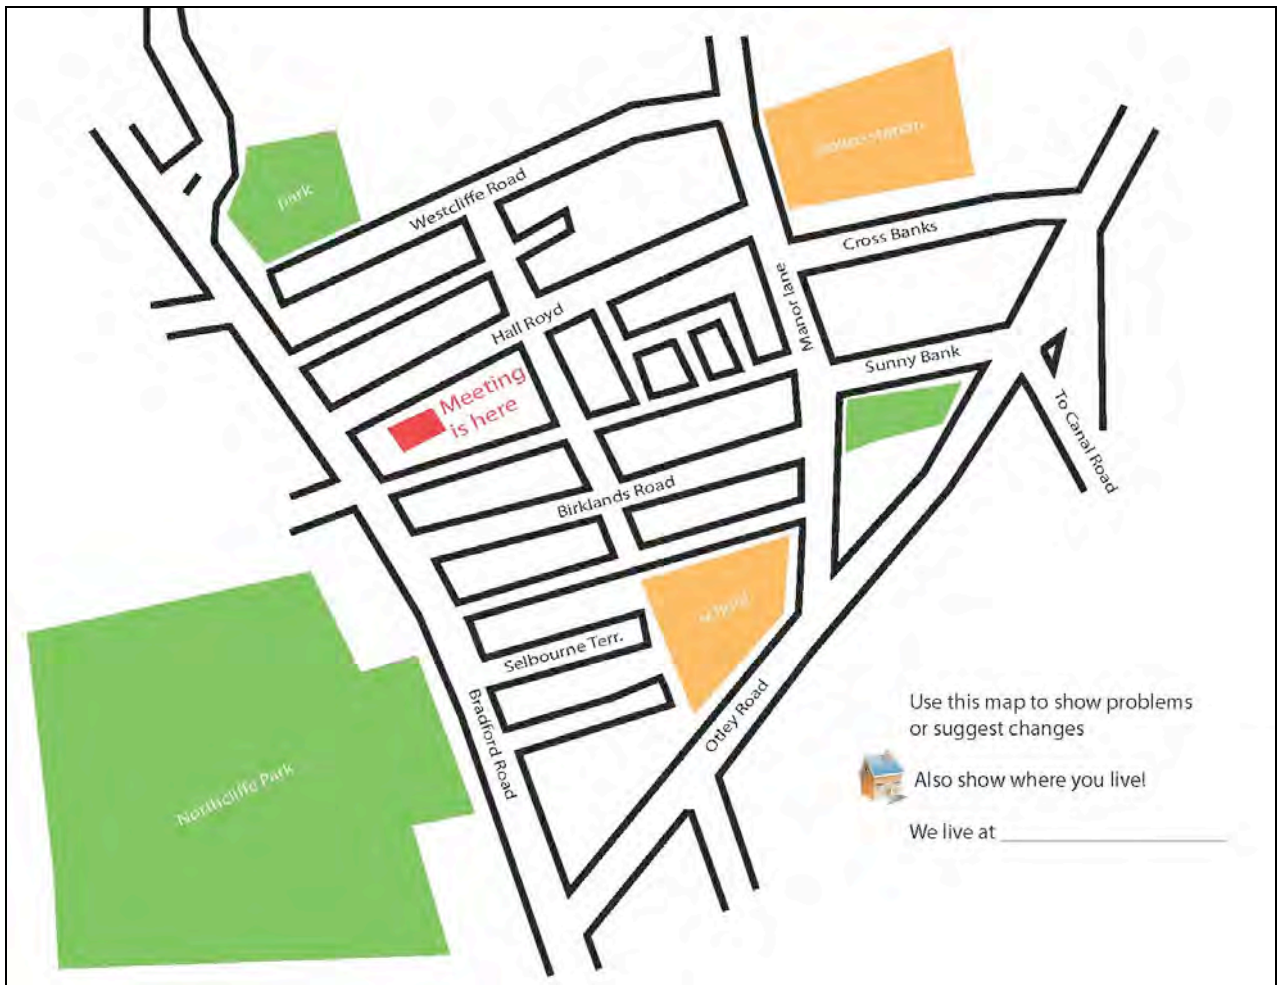 Park
Westcliffe Road
Cross Banks
Manor lane
Hall Royd
Sunny Bank
Meeting
is here
To Canal Road
Birklands Road
Selbourne Terr.
Bradford Road
Otley Road
Northcliffe Park
Use this map to show problems
or suggest changes
Also show where you live!
We live at